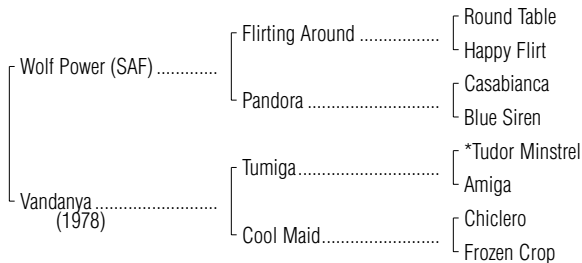 Round Table
Flirting Around ..................
Happy Flirt
Wolf Power (SAF) .............
Casabianca
Pandora ..............................
Blue Siren
*Tudor Minstrel
Tumiga................................
Amiga
Vandanya ............................
(1978)
Chiclero
Cool Maid...........................
Frozen Crop